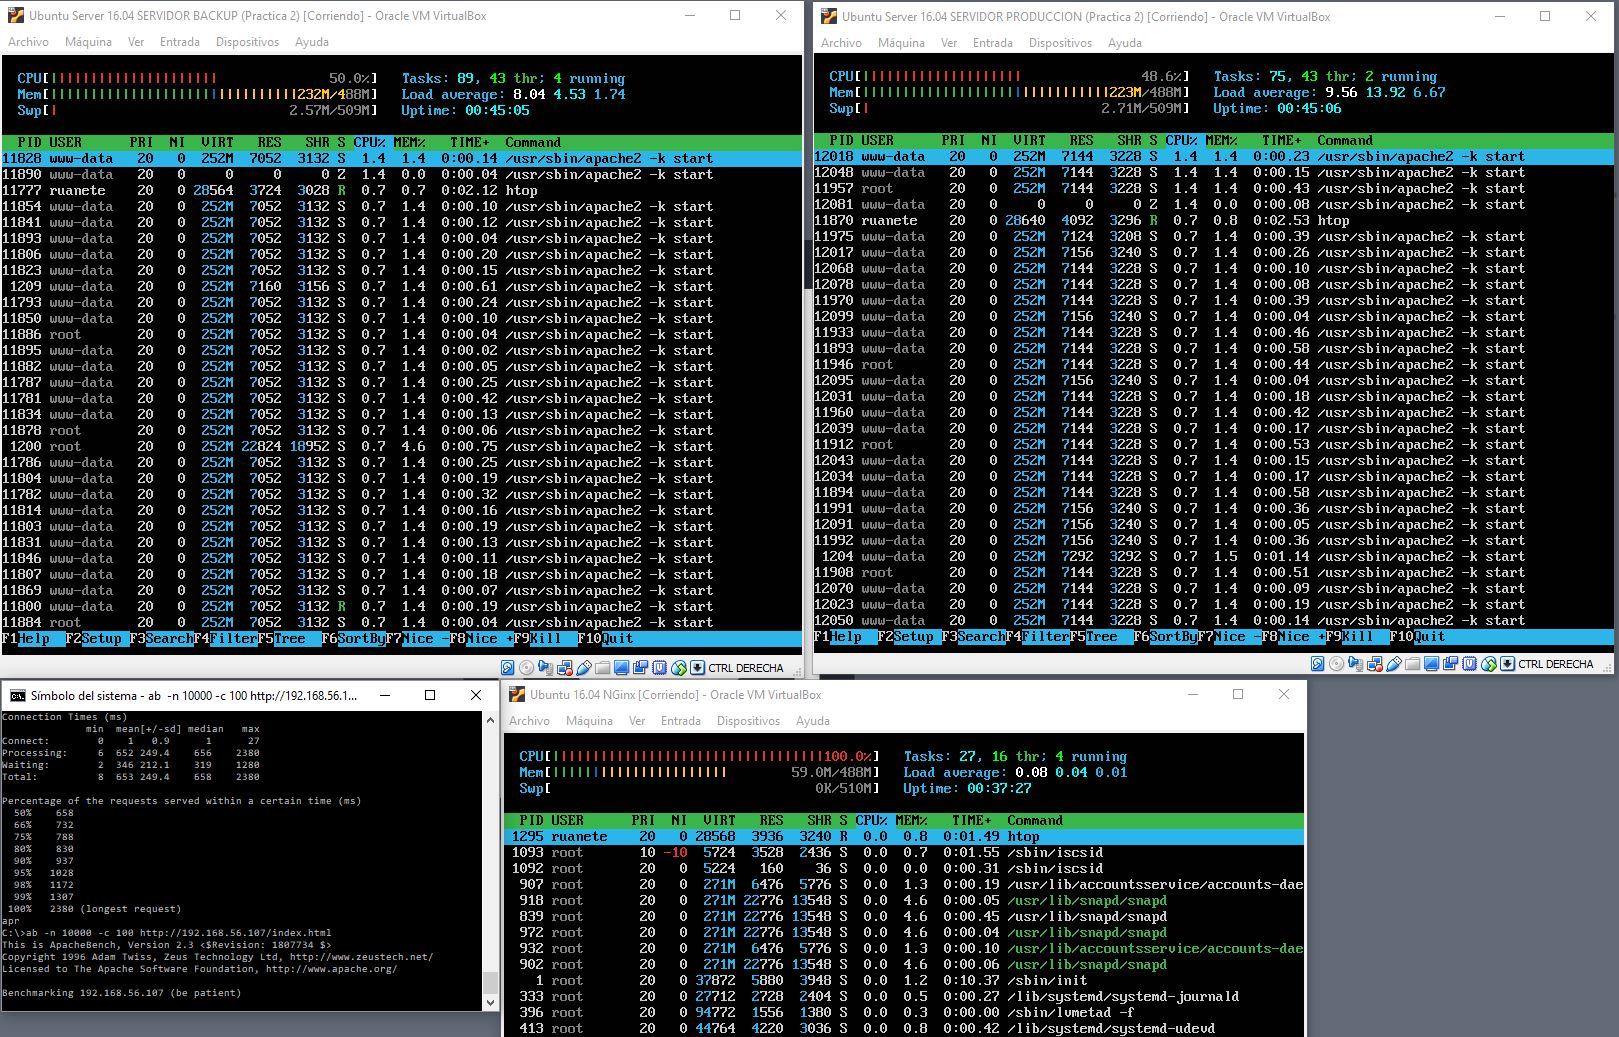 Ubuntu Server 16.04 SERVIDOR BACKUP (Practica 2) [Corriendo] - Oracle VM VirtualBox
Archivo Máquina Ver Entrada Dispositivos Ayuda
CPU[ 50.0%] Tasks: 89, 43 thr; 4 running
Mem[ 232M/488M] Load average: 8.04 4.53 1.74
Swp[ 2.57M/509M] Uptime: 00:45:05
PID USER PRI NI VIRT RES SHR S CPU% MEM% TIME+ Command
11828 www-data 20 0 252M 7052 3132 S 1.4 1.4 0:00.14 /usr/sbin/apache2 -k start
11890 www-data 20 0 0 0 0 Z 1.4 0.0 0:00.04 /usr/sbin/apache2 -k start
11777 ruanete 20 0 28564 3724 3028 R 0.7 0.7 0:02.12 htop
11854 www-data 20 0 252M 7052 3132 S 0.7 1.4 0:00.10 /usr/sbin/apache2 -k start
11841 www-data 20 0 252M 7052 3132 S 0.7 1.4 0:00.12 /usr/sbin/apache2 -k start
11893 www-data 20 0 252M 7052 3132 S 0.7 1.4 0:00.04 /usr/sbin/apache2 -k start
11806 www-data 20 0 252M 7052 3132 S 0.7 1.4 0:00.20 /usr/sbin/apache2 -k start
11823 www-data 20 0 252M 7052 3132 S 0.7 1.4 0:00.15 /usr/sbin/apache2 -k start
1209 www-data 20 0 252M 7160 3156 S 0.7 1.4 0:00.61 /usr/sbin/apache2 -k start
11793 www-data 20 0 252M 7052 3132 S 0.7 1.4 0:00.24 /usr/sbin/apache2 -k start
11850 www-data 20 0 252M 7052 3132 S 0.7 1.4 0:00.10 /usr/sbin/apache2 -k start
11886 root 20 0 252M 7052 3132 S 0.7 1.4 0:00.04 /usr/sbin/apache2 -k start
11895 www-data 20 0 252M 7052 3132 S 0.7 1.4 0:00.02 /usr/sbin/apache2 -k start
11882 www-data 20 0 252M 7052 3132 S 0.7 1.4 0:00.05 /usr/sbin/apache2 -k start
11787 www-data 20 0 252M 7052 3132 S 0.7 1.4 0:00.25 /usr/sbin/apache2 -k start
11781 www-data 20 0 252M 7052 3132 S 0.7 1.4 0:00.42 /usr/sbin/apache2 -k start
11834 www-data 20 0 252M 7052 3132 S 0.7 1.4 0:00.13 /usr/sbin/apache2 -k start
11878 root 20 0 252M 7052 3132 S 0.7 1.4 0:00.06 /usr/sbin/apache2 -k start
1200 root 20 0 252M 22824 18952 S 0.7 4.6 0:00.75 /usr/sbin/apache2 -k start
11786 www-data 20 0 252M 7052 3132 S 0.7 1.4 0:00.25 /usr/sbin/apache2 -k start
11804 www-data 20 0 252M 7052 3132 S 0.7 1.4 0:00.19 /usr/sbin/apache2 -k start
11782 www-data 20 0 252M 7052 3132 S 0.7 1.4 0:00.32 /usr/sbin/apache2 -k start
11814 www-data 20 0 252M 7052 3132 S 0.7 1.4 0:00.16 /usr/sbin/apache2 -k start
11803 www-data 20 0 252M 7052 3132 S 0.7 1.4 0:00.19 /usr/sbin/apache2 -k start
11831 www-data 20 0 252M 7052 3132 S 0.7 1.4 0:00.13 /usr/sbin/apache2 -k start
11846 www-data 20 0 252M 7052 3132 S 0.7 1.4 0:00.11 /usr/sbin/apache2 -k start
11807 www-data 20 0 252M 7052 3132 S 0.7 1.4 0:00.18 /usr/sbin/apache2 -k start
11869 www-data 20 0 252M 7052 3132 S 0.7 1.4 0:00.07 /usr/sbin/apache2 -k start
11800 www-data 20 0 252M 7052 3132 R 0.7 1.4 0:00.19 /usr/sbin/apache2 -k start
11884 root 20 0 252M 7052 3132 S 0.7 1.4 0:00.04 /usr/sbin/apache2 -k start
F1Help F2Setup F3SearchF4FilterF5Tree F6SortByF7Nice -F8Nice +F9Kill F10Quit
CTRL DERECHA
Ubuntu Server 16.04 SERVIDOR PRODUCCION (Practica 2) [Corriendo] - Oracle VM VirtualBox
Archivo Máquina Ver Entrada Dispositivos Ayuda
CPU[ 48.6%] Tasks: 75, 43 thr; 2 running
Mem[ 223M/488M] Load average: 9.56 13.92 6.67
Swp[ 2.71M/509M] Uptime: 00:45:06
PID USER PRI NI VIRT RES SHR S CPU% MEM% TIME+ Command
12018 www-data 20 0 252M 7144 3228 S 1.4 1.4 0:00.23 /usr/sbin/apache2 -k start
12048 www-data 20 0 252M 7144 3228 S 1.4 1.4 0:00.15 /usr/sbin/apache2 -k start
11957 root 20 0 252M 7144 3228 S 1.4 1.4 0:00.43 /usr/sbin/apache2 -k start
12081 www-data 20 0 0 0 0 Z 1.4 0.0 0:00.08 /usr/sbin/apache2 -k start
11870 ruanete 20 0 28640 4092 3296 R 0.7 0.8 0:02.53 htop
11975 www-data 20 0 252M 7124 3208 S 0.7 1.4 0:00.39 /usr/sbin/apache2 -k start
12017 www-data 20 0 252M 7156 3240 S 0.7 1.4 0:00.26 /usr/sbin/apache2 -k start
12068 www-data 20 0 252M 7144 3228 S 0.7 1.4 0:00.10 /usr/sbin/apache2 -k start
12078 www-data 20 0 252M 7144 3228 S 0.7 1.4 0:00.08 /usr/sbin/apache2 -k start
11970 www-data 20 0 252M 7144 3228 S 0.7 1.4 0:00.39 /usr/sbin/apache2 -k start
12099 www-data 20 0 252M 7156 3240 S 0.7 1.4 0:00.04 /usr/sbin/apache2 -k start
11933 www-data 20 0 252M 7144 3228 S 0.7 1.4 0:00.46 /usr/sbin/apache2 -k start
11893 www-data 20 0 252M 7144 3228 S 0.7 1.4 0:00.58 /usr/sbin/apache2 -k start
11946 root 20 0 252M 7144 3228 S 0.7 1.4 0:00.44 /usr/sbin/apache2 -k start
12095 www-data 20 0 252M 7156 3240 S 0.7 1.4 0:00.04 /usr/sbin/apache2 -k start
12031 www-data 20 0 252M 7144 3228 S 0.7 1.4 0:00.18 /usr/sbin/apache2 -k start
11960 www-data 20 0 252M 7144 3228 S 0.7 1.4 0:00.42 /usr/sbin/apache2 -k start
12039 www-data 20 0 252M 7144 3228 S 0.7 1.4 0:00.17 /usr/sbin/apache2 -k start
11912 root 20 0 252M 7144 3228 S 0.7 1.4 0:00.53 /usr/sbin/apache2 -k start
12043 www-data 20 0 252M 7144 3228 S 0.7 1.4 0:00.15 /usr/sbin/apache2 -k start
12034 www-data 20 0 252M 7144 3228 S 0.7 1.4 0:00.17 /usr/sbin/apache2 -k start
11894 www-data 20 0 252M 7144 3228 S 0.7 1.4 0:00.58 /usr/sbin/apache2 -k start
11991 www-data 20 0 252M 7156 3240 S 0.7 1.4 0:00.36 /usr/sbin/apache2 -k start
12091 www-data 20 0 252M 7156 3240 S 0.7 1.4 0:00.05 /usr/sbin/apache2 -k start
11992 www-data 20 0 252M 7156 3240 S 0.7 1.4 0:00.36 /usr/sbin/apache2 -k start
1204 www-data 20 0 252M 7292 3292 S 0.7 1.5 0:01.14 /usr/sbin/apache2 -k start
11908 root 20 0 252M 7144 3228 S 0.7 1.4 0:00.51 /usr/sbin/apache2 -k start
12070 www-data 20 0 252M 7144 3228 S 0.7 1.4 0:00.09 /usr/sbin/apache2 -k start
12023 www-data 20 0 252M 7144 3228 S 0.7 1.4 0:00.19 /usr/sbin/apache2 -k start
12050 www-data 20 0 252M 7144 3228 S 0.7 1.4 0:00.14 /usr/sbin/apache2 -k start
F1Help F2Setup F3SearchF4FilterF5Tree F6SortByF7Nice -F8Nice +F9Kill F10Quit
CTRL DERECHA
Símbolo del sistema - ab -n 10000 -c 100 http://192.168.56.1...
Connection Times (ms)
min mean[+/-sd] median max
Connect: 0 1 0.9 1 27
Processing: 6 652 249.4 656 2380
Waiting: 2 346 212.1 319 1280
Total: 8 653 249.4 658 2380
Percentage of the requests served within a certain time (ms)
50% 658
66% 732
75% 788
80% 830
90% 937
95% 1028
98% 1172
99% 1307
100% 2380 (longest request)
apr
C:\>ab -n 10000 -c 100 http://192.168.56.107/index.html
This is ApacheBench, Version 2.3 <$Revision: 1807734 $>
Copyright 1996 Adam Twiss, Zeus Technology Ltd, http://www.zeustech.net/
Licensed to The Apache Software Foundation, http://www.apache.org/
Benchmarking 192.168.56.107 (be patient)
Ubuntu 16.04 NGinx [Corriendo] - Oracle VM VirtualBox
Archivo Máquina Ver Entrada Dispositivos Ayuda
CPU[ 100.0%] Tasks: 27, 16 thr; 4 running
Mem[ 59.0M/488M] Load average: 0.08 0.04 0.01
Swp[ 0K/510M] Uptime: 00:37:27
PID USER PRI NI VIRT RES SHR S CPU% MEM% TIME+ Command
1295 ruanete 20 0 28568 3936 3240 R 0.0 0.8 0:01.49 htop
1093 root 10 -10 5724 3528 2436 S 0.0 0.7 0:01.55 /sbin/iscsid
1092 root 20 0 5224 160 36 S 0.0 0.0 0:00.31 /sbin/iscsid
907 root 20 0 271M 6476 5776 S 0.0 1.3 0:00.19 /usr/lib/accountsservice/accounts-dae
918 root 20 0 271M 22776 13548 S 0.0 4.6 0:00.05 /usr/lib/snapd/snapd
839 root 20 0 271M 22776 13548 S 0.0 4.6 0:00.45 /usr/lib/snapd/snapd
972 root 20 0 271M 22776 13548 S 0.0 4.6 0:00.04 /usr/lib/snapd/snapd
932 root 20 0 271M 6476 5776 S 0.0 1.3 0:00.10 /usr/lib/accountsservice/accounts-dae
902 root 20 0 271M 22776 13548 S 0.0 4.6 0:00.06 /usr/lib/snapd/snapd
1 root 20 0 37872 5880 3948 S 0.0 1.2 0:10.37 /sbin/init
333 root 20 0 27712 2728 2404 S 0.0 0.5 0:00.27 /lib/systemd/systemd-journald
396 root 20 0 94772 1556 1380 S 0.0 0.3 0:00.00 /sbin/lvmetad -f
413 root 20 0 44764 4220 3036 S 0.0 0.8 0:00.42 /lib/systemd/systemd-udevd